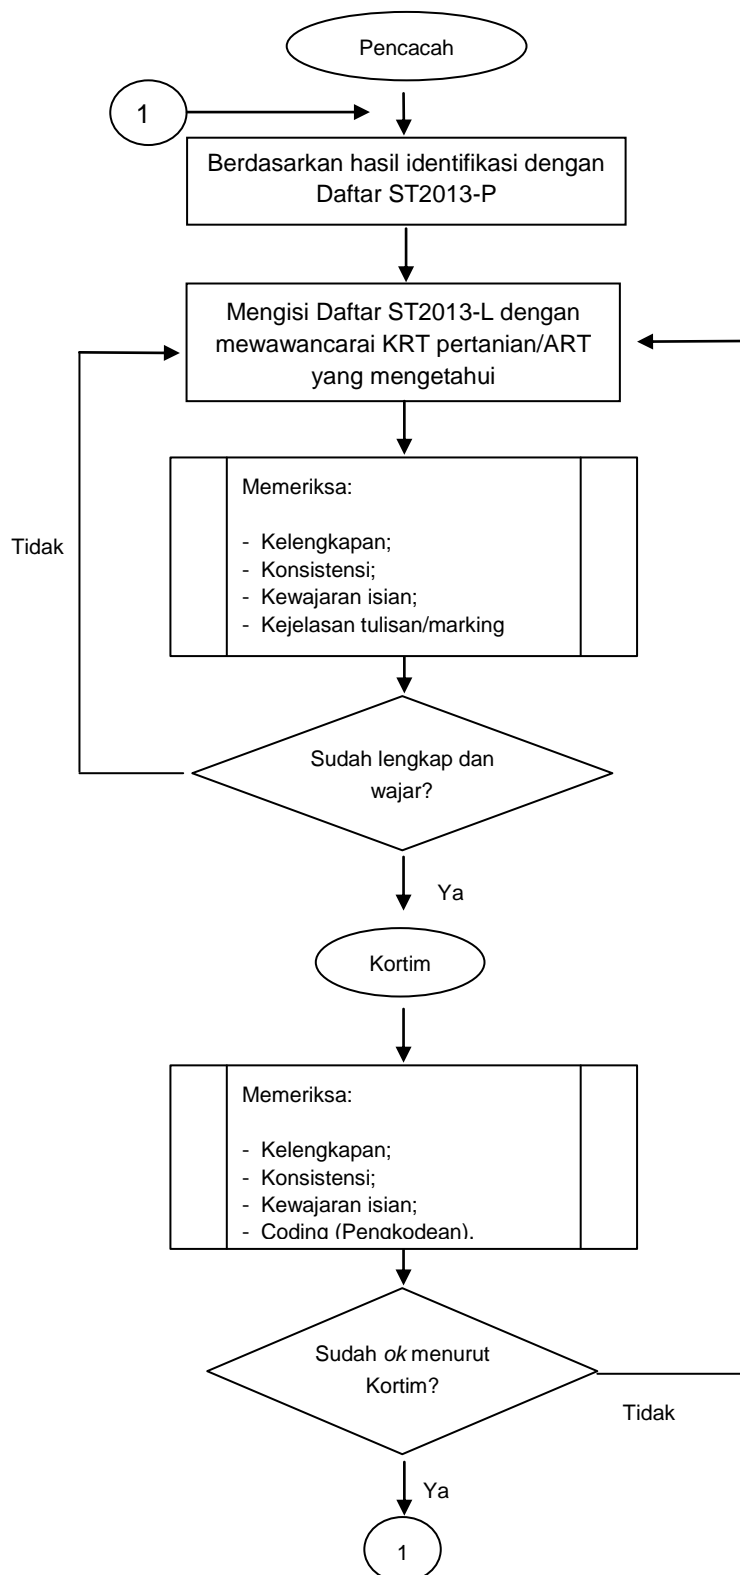 Pencacah
1
Berdasarkan hasil identifikasi dengan
Daftar ST2013-P
Mengisi Daftar ST2013-L dengan
mewawancarai KRT pertanian/ART
yang mengetahui
Memeriksa:
- Kelengkapan;
- Konsistensi;
- Kewajaran isian;
- Kejelasan tulisan/marking
Tidak
Sudah lengkap dan
wajar?
Ya
Kortim
Memeriksa:
- Kelengkapan;
- Konsistensi;
- Kewajaran isian;
- Coding (Pengkodean).
Sudah ok menurut
Kortim?
Tidak
Ya
1